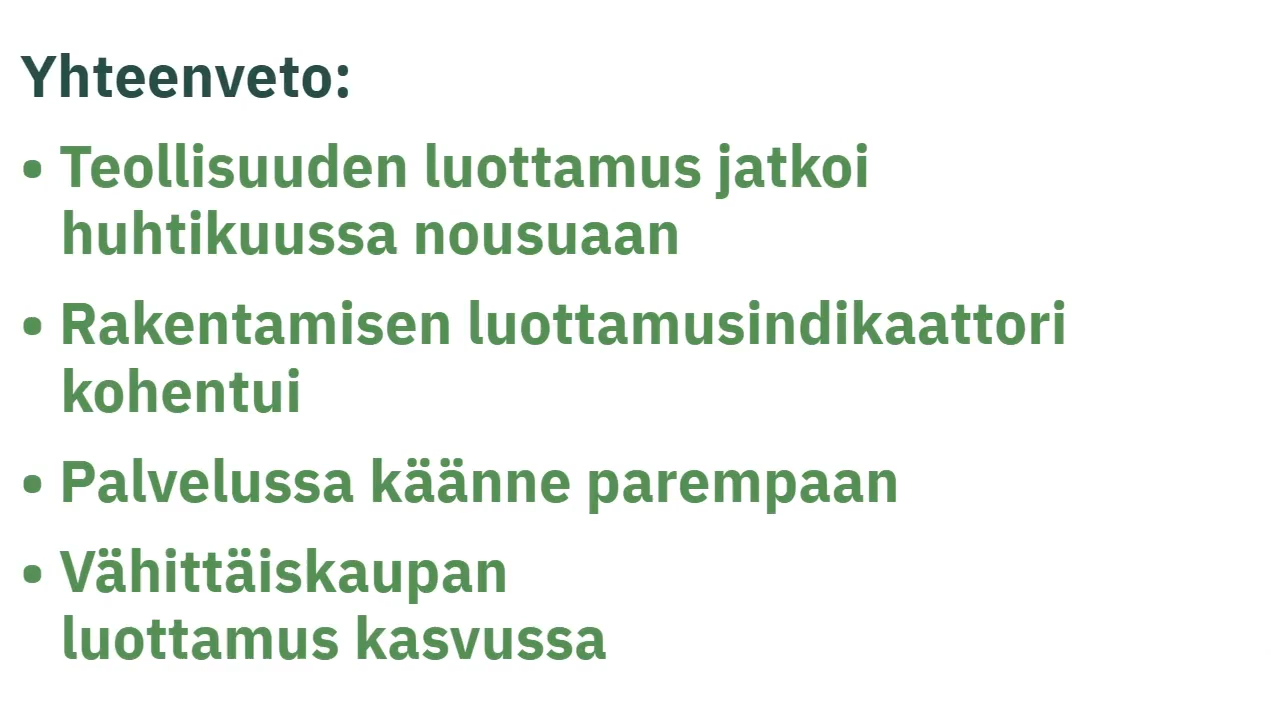 Yhteenveto:
• Teollisuuden luottamus jatkoi
huhtikuussa nousuaan
• Rakentamisen luottamusindikaattori
kohentui
• Palvelussa käänne parempaan
• Vähittäiskaupan
luottamus kasvussa